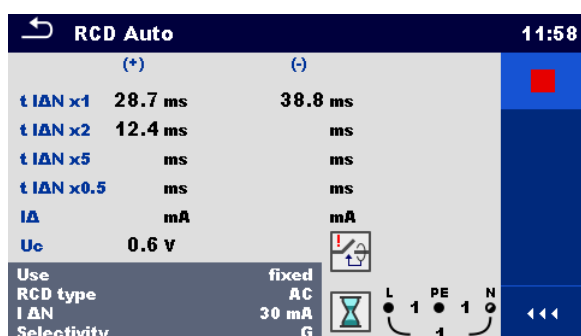 RCD Auto 11:58
(+) (-)
t IΔN x1 28.7 ms 38.8 ms
t IΔN x2 12.4 ms ms
t IΔN x5 ms ms
t IΔN x0.5 ms ms
IΔ mA mA
Uc 0.6 V
Use fixed
RCD type AC
I ΔN 30 mA
Selectivity G
L PE N
1 1
1